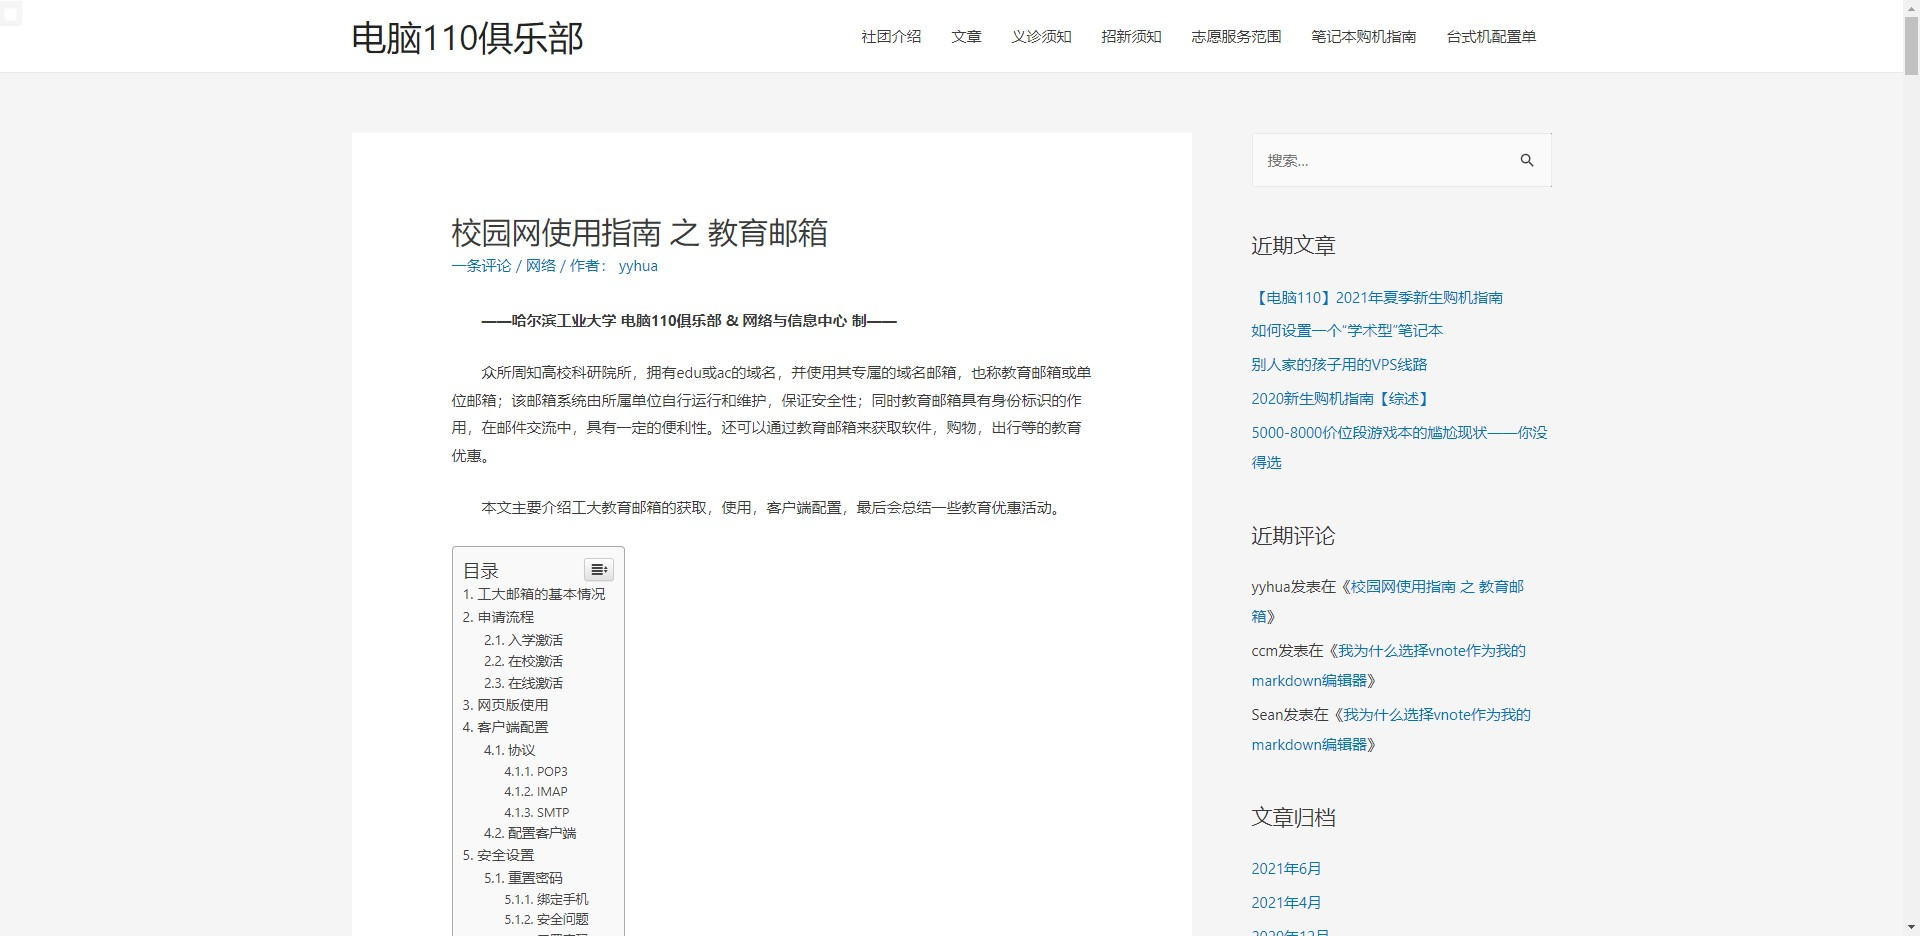 电脑110俱乐部
社团介绍 文章 义诊须知 招新须知 志愿服务范围 笔记本购机指南 台式机配置单
校园网使用指南 之 教育邮箱
一条评论 / 网络 / 作者： yyhua
——哈尔滨工业大学 电脑110俱乐部 & 网络与信息中心 制——
众所周知高校科研院所，拥有edu或ac的域名，并使用其专属的域名邮箱，也称教育邮箱或单
位邮箱；该邮箱系统由所属单位自行运行和维护，保证安全性；同时教育邮箱具有身份标识的作
用，在邮件交流中，具有一定的便利性。还可以通过教育邮箱来获取软件，购物，出行等的教育
优惠。
本文主要介绍工大教育邮箱的获取，使用，客户端配置，最后会总结一些教育优惠活动。
目录
1. 工大邮箱的基本情况
2. 申请流程
2.1. 入学激活
2.2. 在校激活
2.3. 在线激活
3. 网页版使用
4. 客户端配置
4.1. 协议
4.1.1. POP3
4.1.2. IMAP
4.1.3. SMTP
4.2. 配置客户端
5. 安全设置
5.1. 重置密码
5.1.1. 绑定手机
5.1.2. 安全问题
搜索...
近期文章
【电脑110】2021年夏季新生购机指南
如何设置一个“学术型”笔记本
别人家的孩子用的VPS线路
2020新生购机指南【综述】
5000-8000价位段游戏本的尴尬现状——你没
得选
近期评论
yyhua发表在《校园网使用指南 之 教育邮
箱》
ccm发表在《我为什么选择vnote作为我的
markdown编辑器》
Sean发表在《我为什么选择vnote作为我的
markdown编辑器》
文章归档
2021年6月
2021年4月
2020年12月